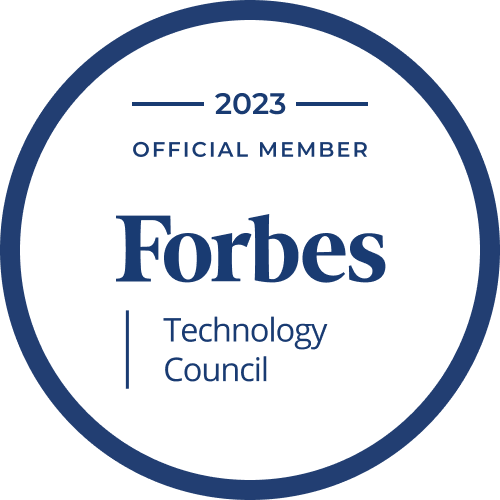 2023
OFFICIAL MEMBER
Forbes
Technology
Council